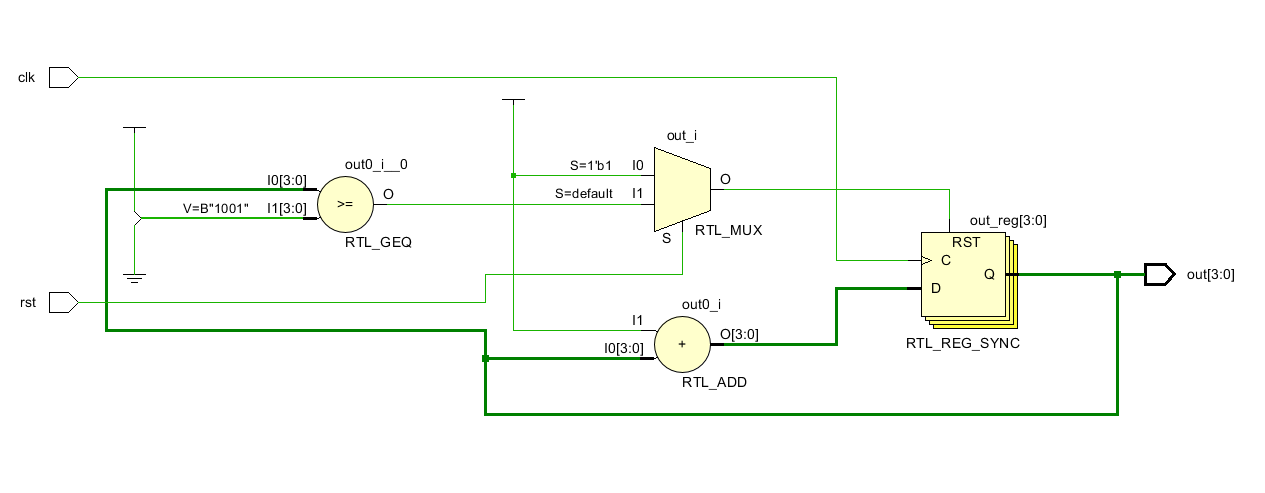 clk
out_i
out0_i__0
S=1'b1 I0
I0[3:0]
O
O
S=default I1
V=B"1001" I1[3:0]
>=
out_reg[3:0]
S
RTL_MUX
RTL_GEQ
RST
C
Q
out[3:0]
D
rst
out0_i
I1
O[3:0]
+
I0[3:0]
RTL_REG_SYNC
RTL_ADD